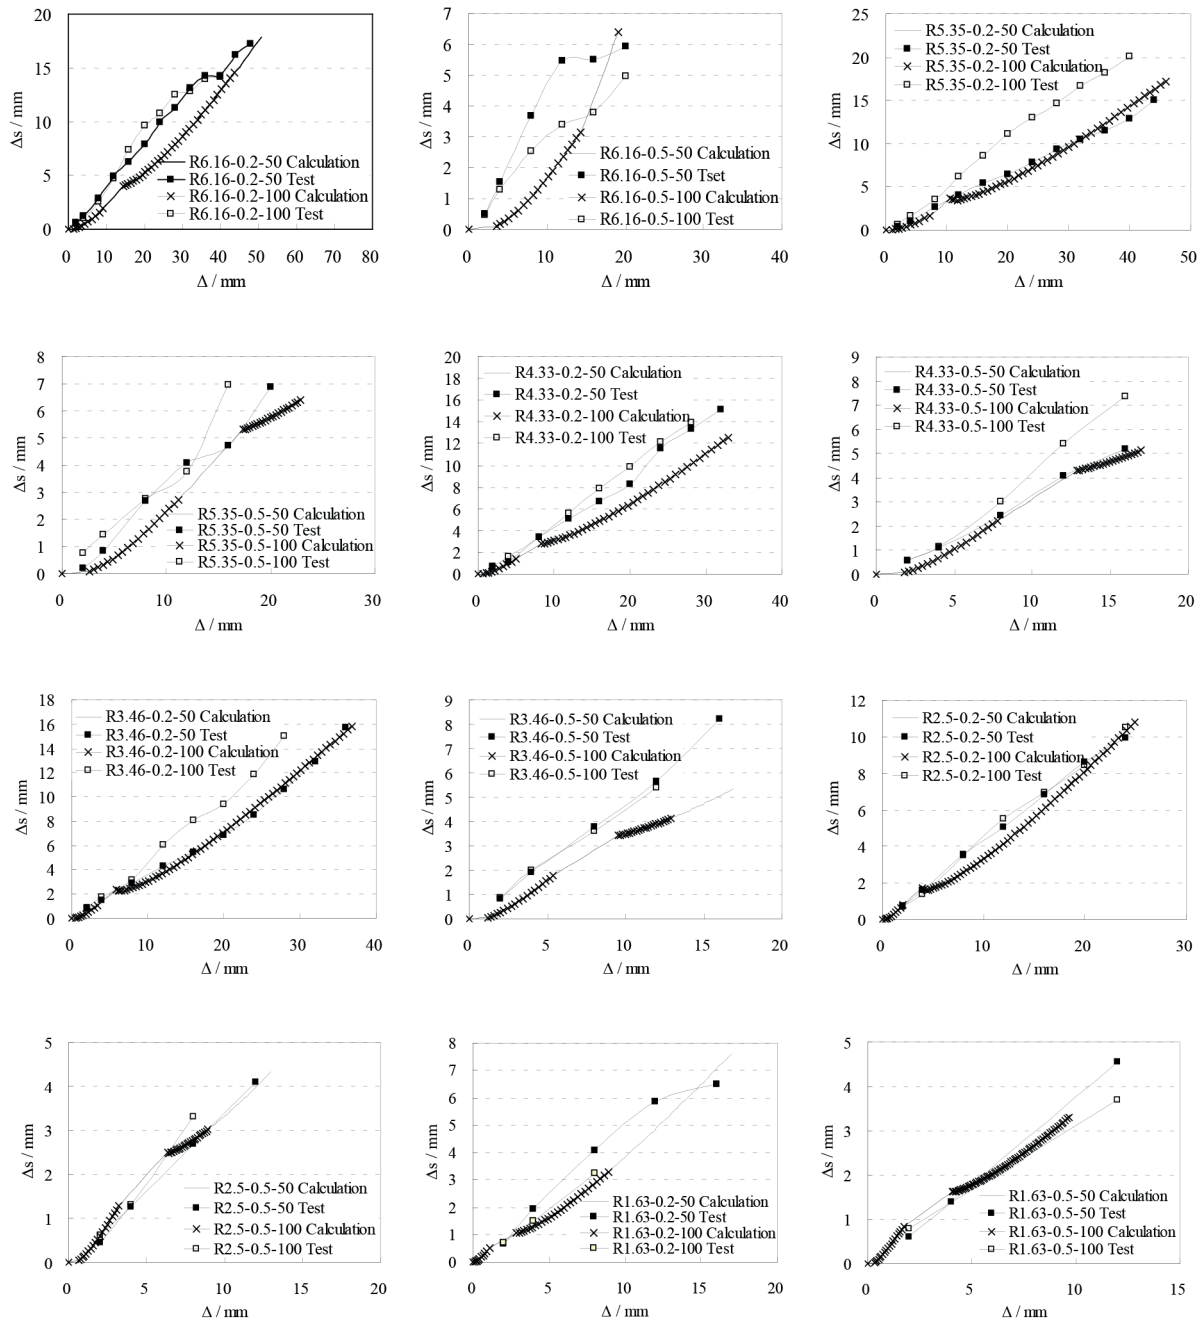 20
15
10
5
0
Δs / mm
R6.16-0.2-50 Calculation
R6.16-0.2-50 Test
R6.16-0.2-100 Calculation
R6.16-0.2-100 Test
0 10 20 30 40 50 60 70 80
Δ / mm
7
6
5
4
3
2
1
0
Δs / mm
R6.16-0.5-50 Calculation
R6.16-0.5-50 Tset
R6.16-0.5-100 Calculation
R6.16-0.5-100 Test
0 10 20 30 40
Δ / mm
25
20
15
10
5
0
Δs / mm
R5.35-0.2-50 Calculation
R5.35-0.2-50 Test
R5.35-0.2-100 Calculation
R5.35-0.2-100 Test
0 10 20 30 40 50
Δ / mm
8
7
6
5
4
3
2
1
0
Δs / mm
R5.35-0.5-50 Calculation
R5.35-0.5-50 Test
R5.35-0.5-100 Calculation
R5.35-0.5-100 Test
0 10 20 30
Δ / mm
20
18
16
14
12
10
8
6
4
2
0
Δs / mm
R4.33-0.2-50 Calculation
R4.33-0.2-50 Test
R4.33-0.2-100 Calculation
R4.33-0.2-100 Test
0 10 20 30 40
Δ / mm
9
8
7
6
5
4
3
2
1
0
Δs / mm
R4.33-0.5-50 Calculation
R4.33-0.5-50 Test
R4.33-0.5-100 Calculation
R4.33-0.5-100 Test
0 5 10 15 20
Δ / mm
18
16
14
12
10
8
6
4
2
0
Δs / mm
R3.46-0.2-50 Calculation
R3.46-0.2-50 Test
R3.46-0.2-100 Calculation
R3.46-0.2-100 Test
0 10 20 30 40
Δ / mm
9
8
7
6
5
4
3
2
1
0
Δs / mm
R3.46-0.5-50 Calculation
R3.46-0.5-50 Test
R3.46-0.5-100 Calculation
R3.46-0.5-100 Test
0 5 10 15 20
Δ / mm
12
10
8
6
4
2
0
Δs / mm
R2.5-0.2-50 Calculation
R2.5-0.2-50 Test
R2.5-0.2-100 Calculation
R2.5-0.2-100 Test
0 10 20 30
Δ / mm
5
4
3
2
1
0
Δs / mm
R2.5-0.5-50 Calculation
R2.5-0.5-50 Test
R2.5-0.5-100 Calculation
R2.5-0.5-100 Test
0 5 10 15 20
Δ / mm
8
7
6
5
4
3
2
1
0
Δs / mm
R1.63-0.2-50 Calculation
R1.63-0.2-50 Test
R1.63-0.2-100 Calculation
R1.63-0.2-100 Test
0 5 10 15 20
Δ / mm
5
4
3
2
1
0
Δs / mm
R1.63-0.5-50 Calculation
R1.63-0.5-50 Test
R1.63-0.5-100 Calculation
R1.63-0.5-100 Test
0 5 10 15
Δ / mm